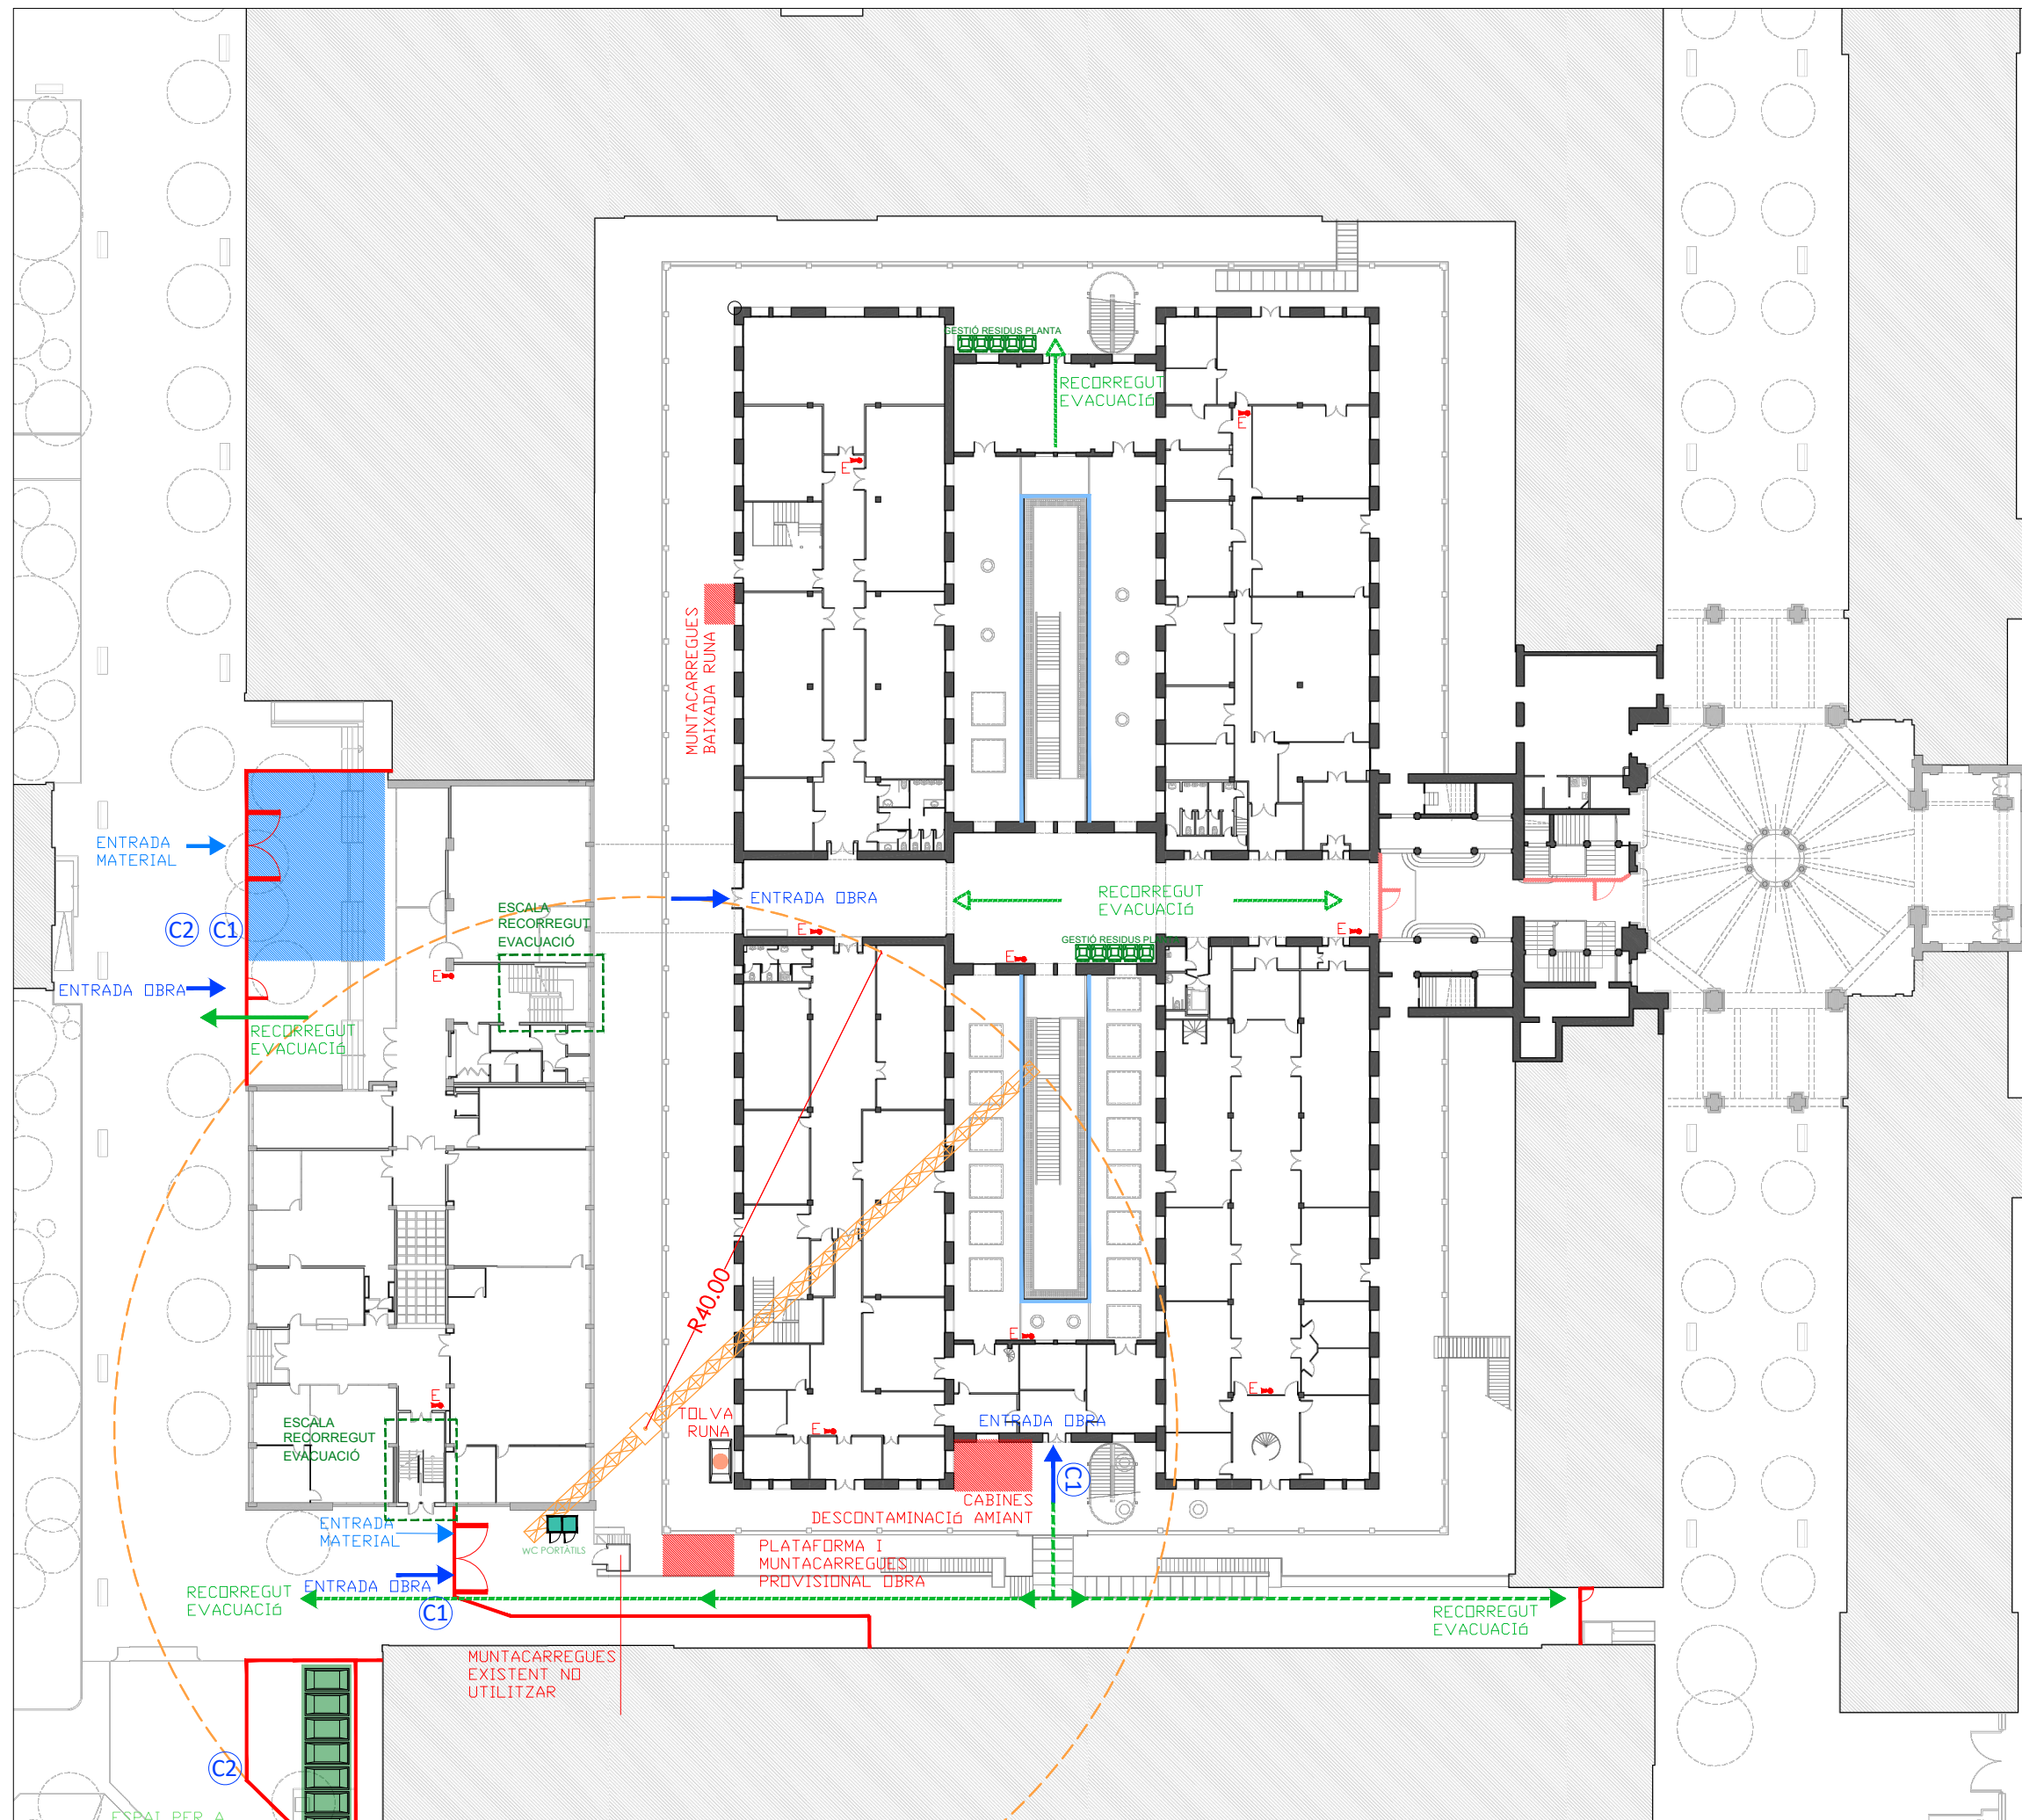 GESTIÓ RESIDUS PLANTA
RECORREGUT
EVACUACIó
E
E
MUNTACARREGUES
BAIXADA RUNA
ENTRADA
MATERIAL
C2
C1
ENTRADA OBRA
RECORREGUT
EVACUACIó
ESCALA
RECORREGUT
EVACUACIÓ
E
ENTRADA OBRA
E
RECORREGUT
EVACUACIó
E
GESTIÓ RESIDUS
E
R40.00
E
E
E
E
TOLVA
RUNA
ENTRADA OBRA
C1
CABINES
DESCONTAMINACIó AMIANT
ESCALA
RECORREGUT
EVACUACIÓ
ENTRADA
MATERIAL
WC PORTÀTILS
PLATAFORMA I
MUNTACARREGUES
PROVISIONAL OBRA
ENTRADA OBRA
RECORREGUT
EVACUACIó
C1
RECORREGUT
EVACUACIó
MUNTACARREGUES
EXISTENT NO
UTILITZAR
C2
ESPAI PER A